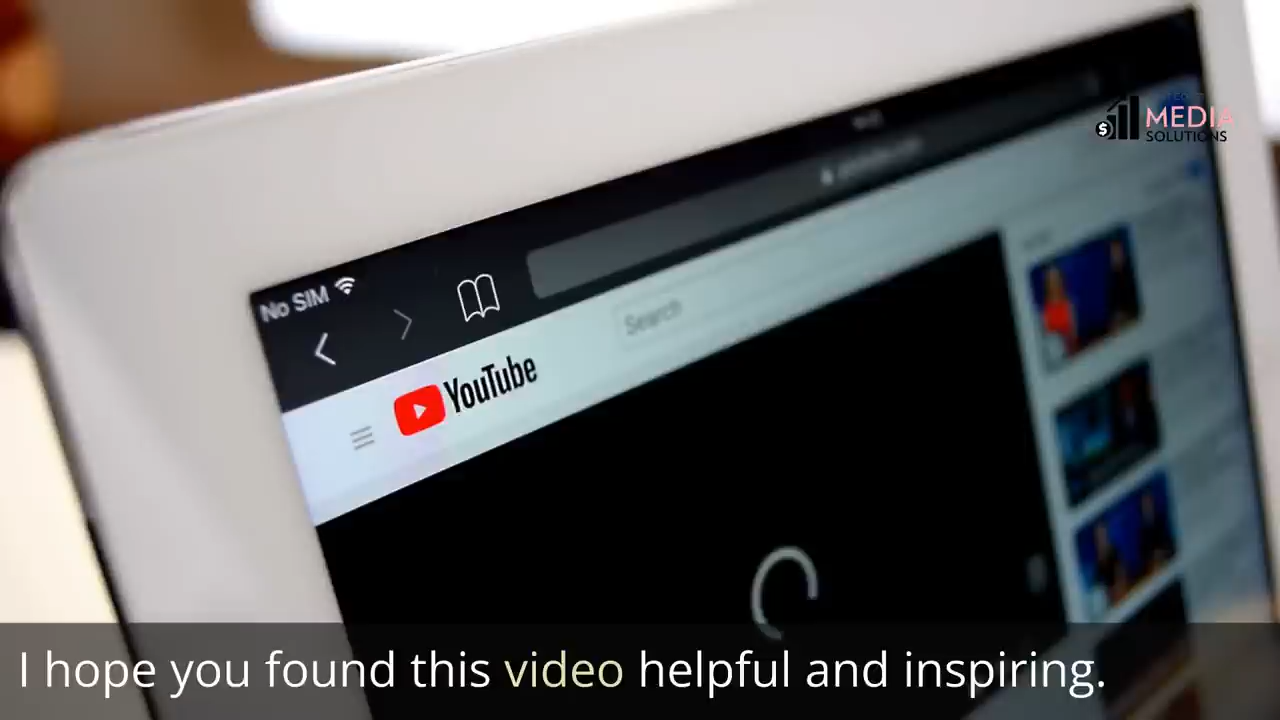 MEDIA
SOLUTIONS
No SIM
Search
YouTube
I hope you found this video helpful and inspiring.